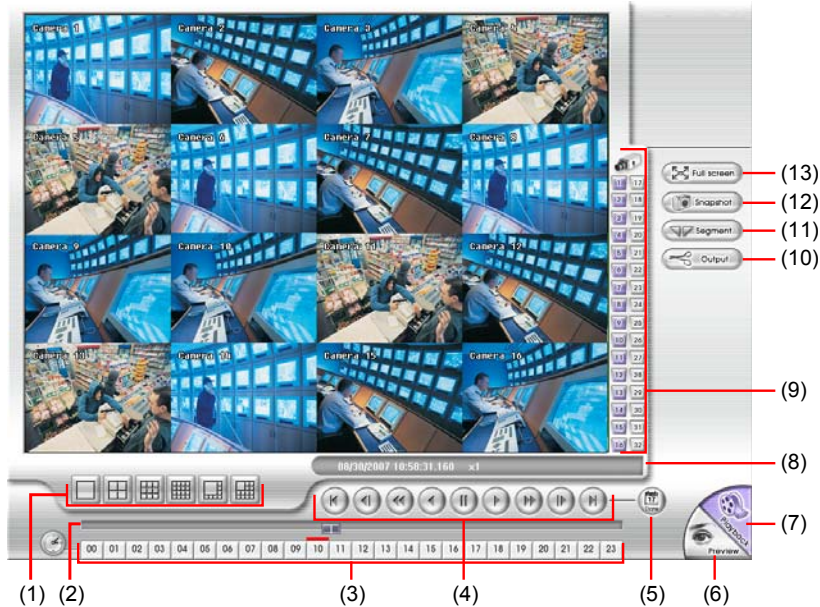 Camera 1 Camera 2 Camera 3 Camera 4
Camera 5 Camera 6 Camera 7 Camera 8
Camera 9 Camera 10 Camera 11 Camera 12
Camera 13 Camera 14 Camera 15 Camera 16
1 17
2 18
3 19
4 20
5 21
6 22
7 23
8 24
9 25
10 26
11 27
12 28
13 29
14 30
15 31
16 32
Full screen (13)
Snapshot (12)
Segment (11)
Output (10)
(9)
08/30/2007 10:58:31.160 x1
(8)
17
Date
Playback
(7)
Preview
00 01 02 03 04 05 06 07 08 09 10 11 12 13 14 15 16 17 18 19 20 21 22 23
(1) (2) (3) (4) (5) (6)